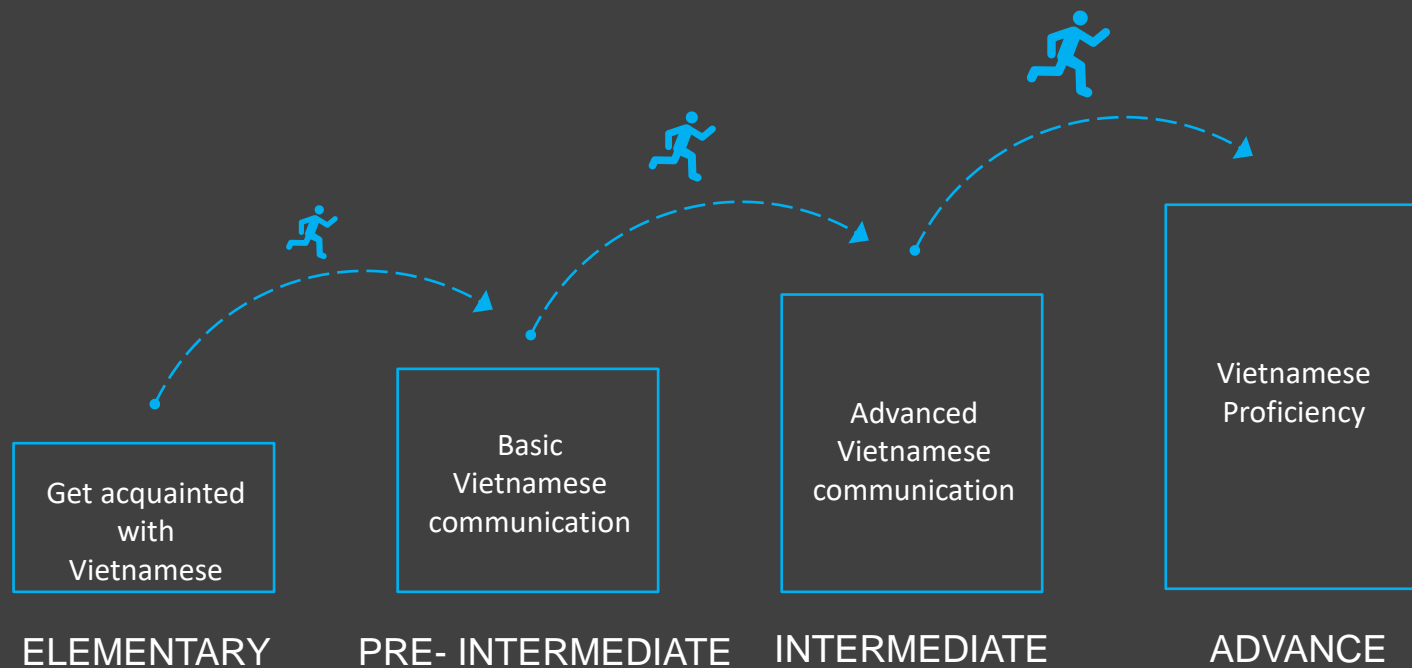 Get acquainted
with
Vietnamese
Basic
Vietnamese
communication
Advanced
Vietnamese
communication
Vietnamese
Proficiency
ELEMENTARY
PRE- INTERMEDIATE
INTERMEDIATE
ADVANCE